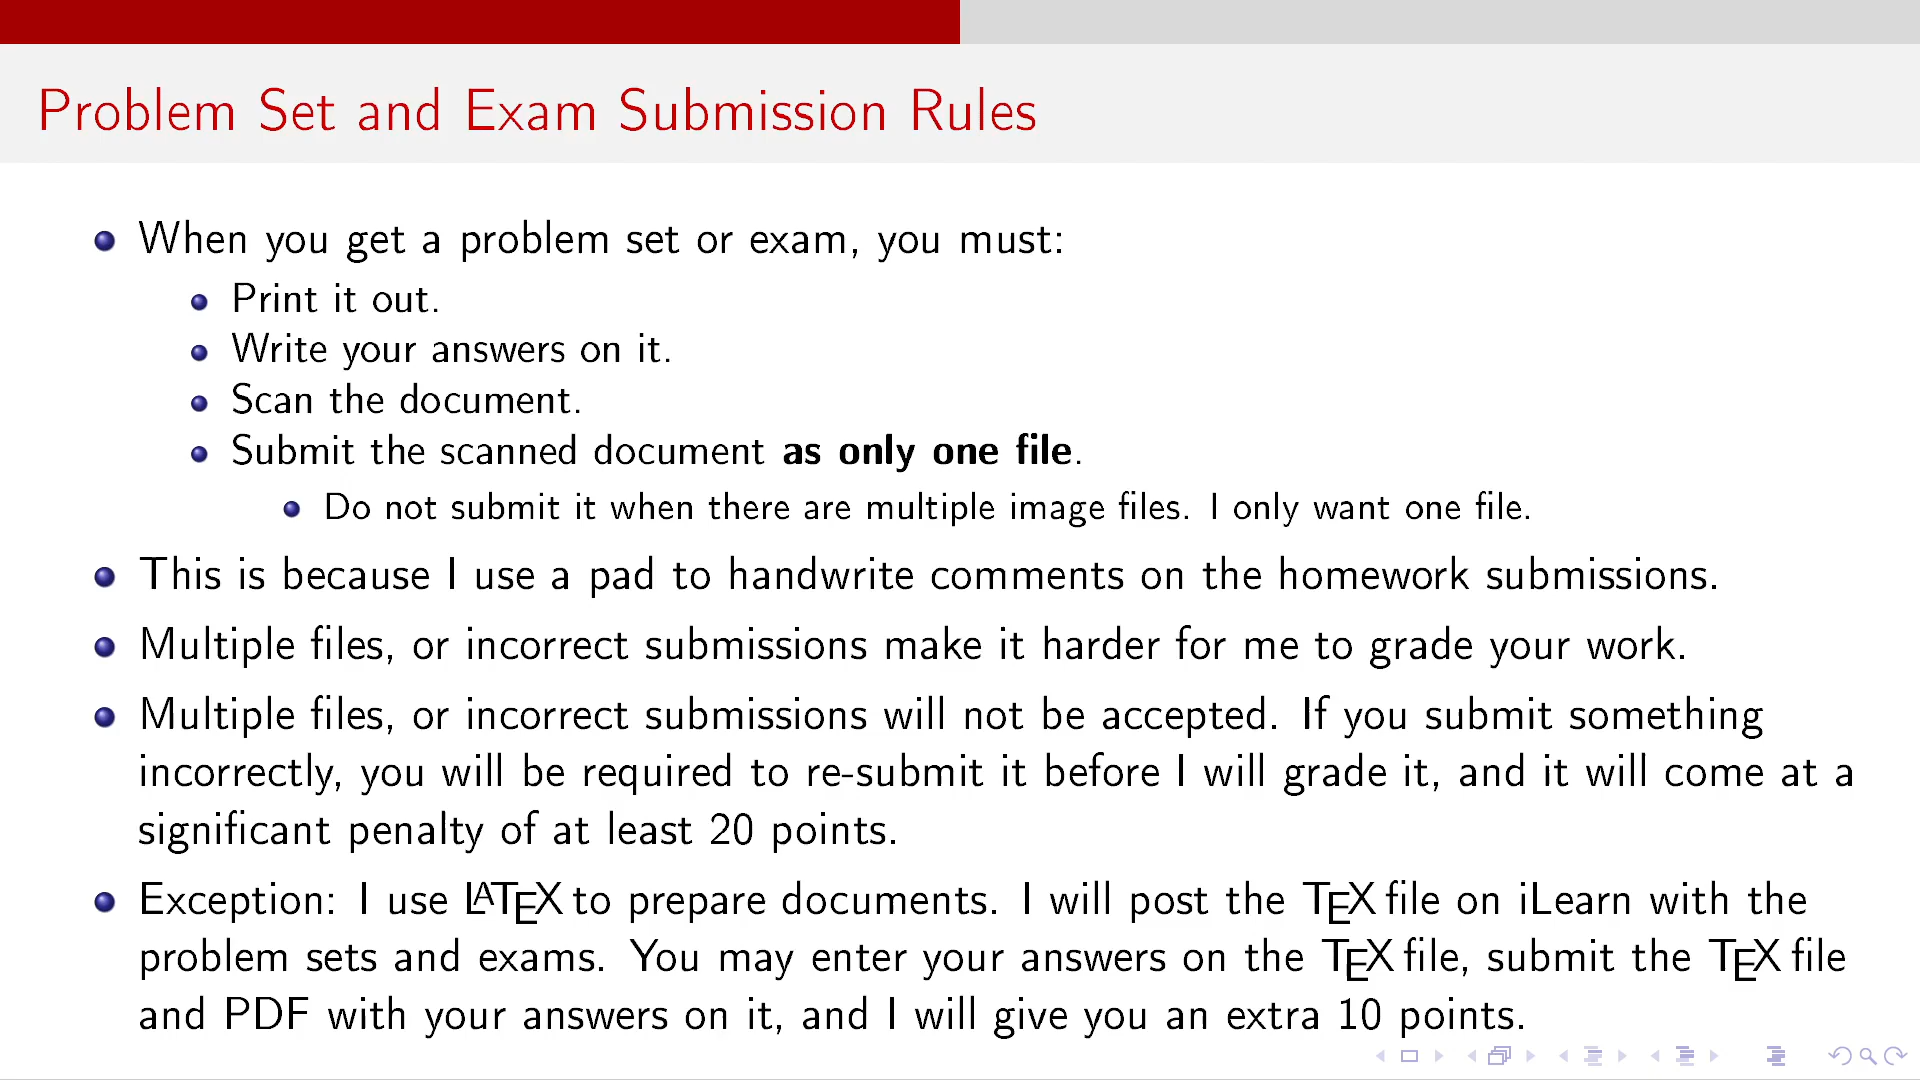 Problem Set and Exam Submission Rules
When you get a problem set or exam, you must:
Print it out.
Write your answers on it.
Scan the document.
Submit the scanned document as only one file.
Do not submit it when there are multiple image files. I only want one file.
This is because I use a pad to handwrite comments on the homework submissions.
Multiple files, or incorrect submissions make it harder for me to grade your work.
Multiple files, or incorrect submissions will not be accepted. If you submit something
incorrectly, you will be required to re-submit it before I will grade it, and it will come at a
significant penalty of at least 20 points.
Exception: I use LATEX to prepare documents. I will post the TEX file on iLearn with the
problem sets and exams. You may enter your answers on the TEX file, submit the TEX file
and PDF with your answers on it, and I will give you an extra 10 points.